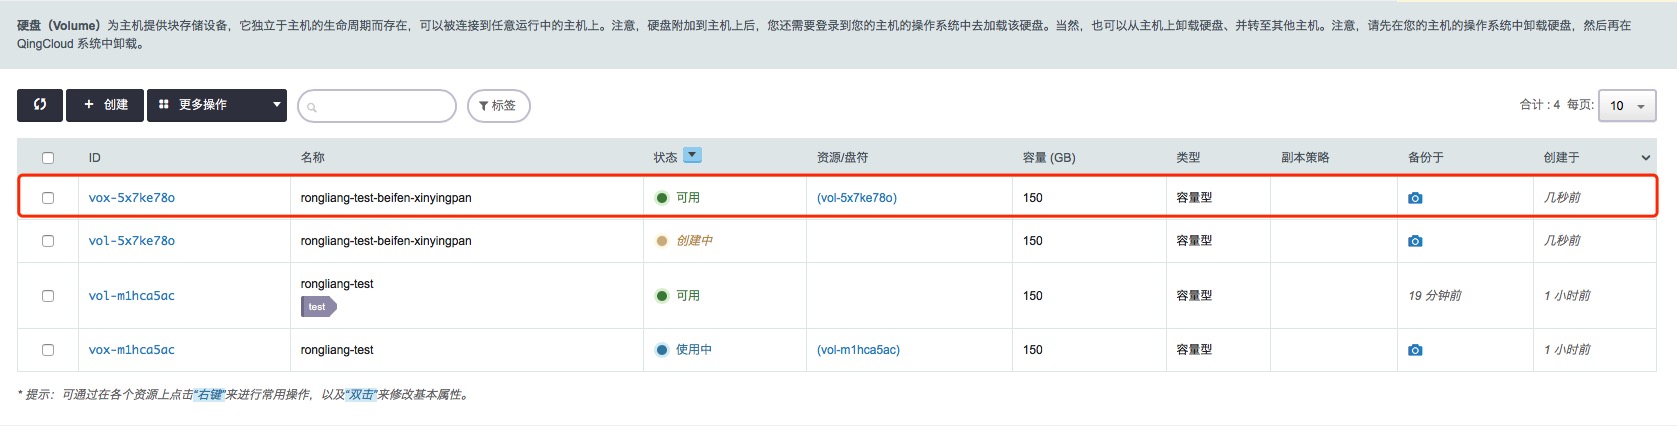 硬盘（Volume）为主机提供块存储设备，它独立于主机的生命周期而存在，可以被连接到任意运行中的主机上。注意，硬盘附加到主机上后，您还需要登录到您的主机的操作系统中去加载该硬盘。当然，也可以从主机上卸载硬盘、并转至其他主机。注意，请先在您的主机的操作系统中卸载硬盘，然后再在
QingCloud 系统中卸载。
+ 创建 更多操作 标签 合计 : 4 每页: 10
ID 名称 状态 资源/盘符 容量 (GB) 类型 副本策略 备份于 创建于
vox-5x7ke78o rongliang-test-beifen-xinyingpan 可用 (vol-5x7ke78o) 150 容量型 几秒前
vol-5x7ke78o rongliang-test-beifen-xinyingpan 创建中 150 容量型 几秒前
vol-m1hca5ac rongliang-test 可用 150 容量型 19 分钟前 1 小时前
test
vox-m1hca5ac rongliang-test 使用中 (vol-m1hca5ac) 150 容量型 1 小时前
* 提示：可通过在各个资源上点击“右键”来进行常用操作，以及“双击”来修改基本属性。